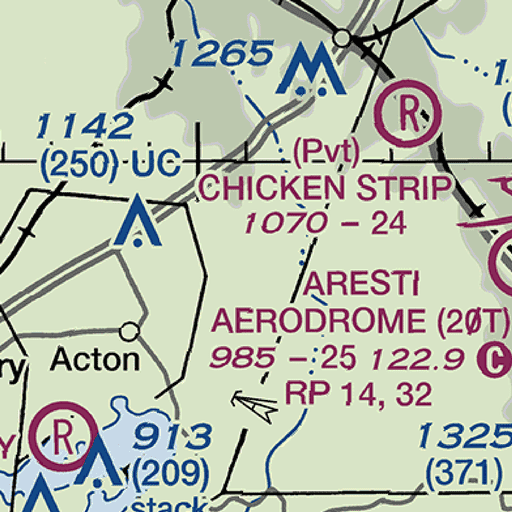 1265
1142
(250) UC
R
(Pvt)
CHICKEN STRIP
1070 - 24
ARESTI
AERODROME (2ØT)
985 - 25 122.9 C
RP 14, 32
Acton
R
913
(209)
stack
1325
(371)